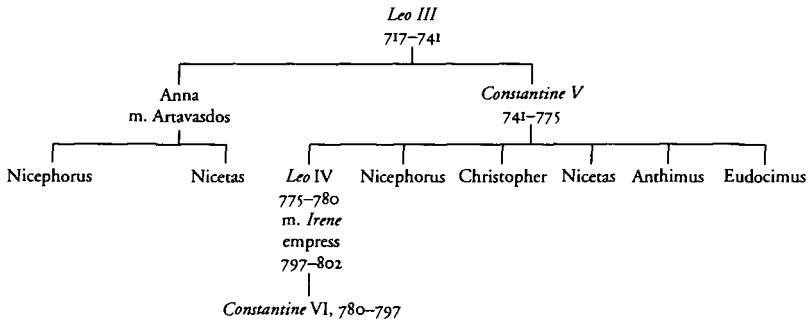 Leo III
717–741
Anna
m. Artavasdos
Constantine V
741–775
Nicephorus
Nicetas
Leo IV
775–780
m. Irene
empress
797–802
Nicephorus
Christopher
Nicetas
Anthimus
Eudocimus
Constantine VI, 780–797